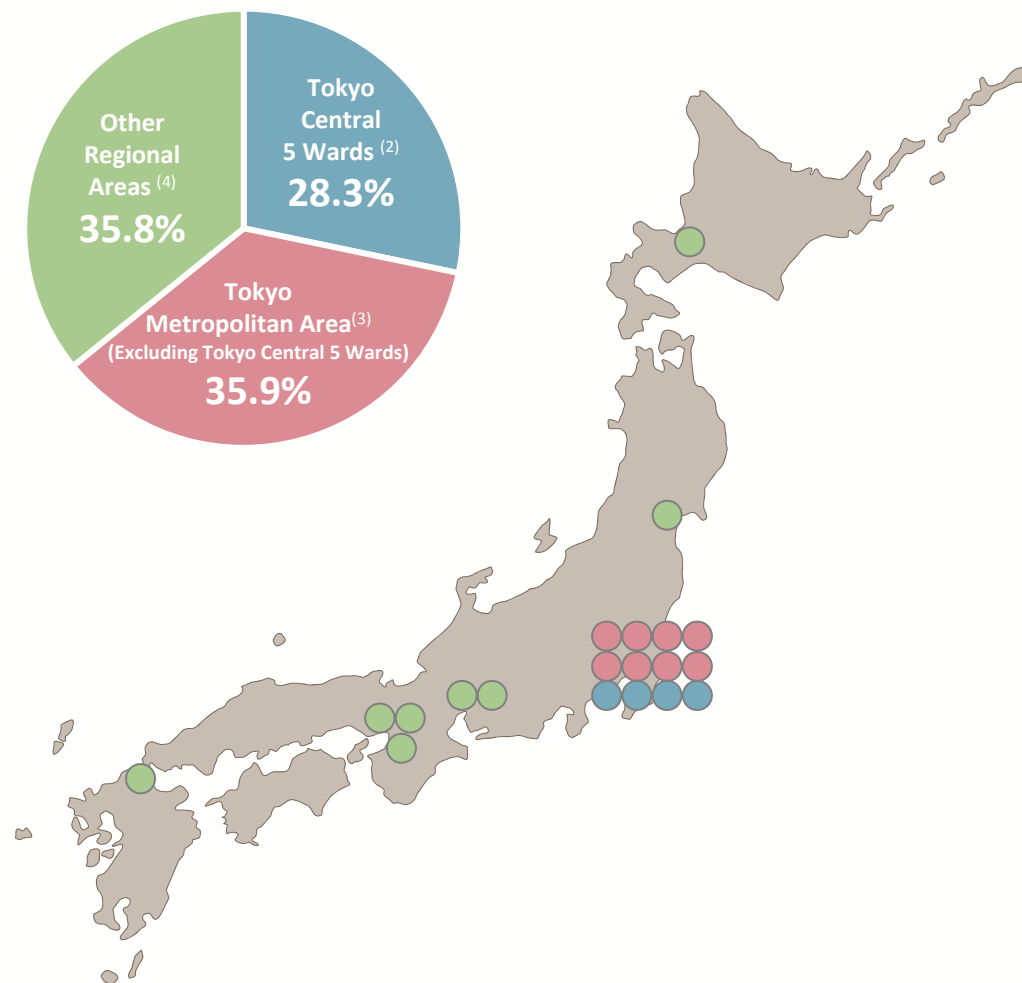 Tokyo
Central
5 Wards (2)
28.3%
Other
Regional
Areas (4)
35.8%
Tokyo
Metropolitan Area(3)
(Excluding Tokyo Central 5 Wards)
35.9%